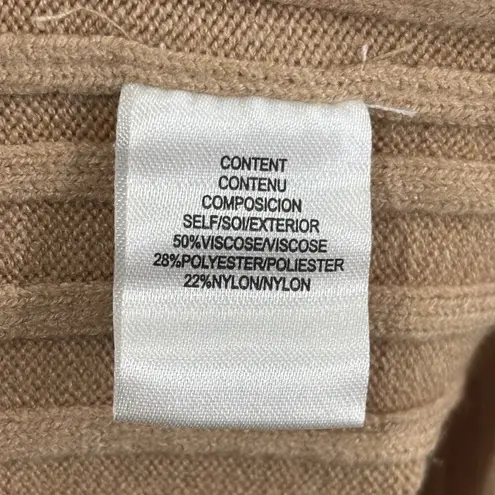 CONTENT
CONTENU
COMPOSICION
SELF/SOI/EXTERIOR
50%VISCOSE/VISCOSE
28%POLYESTER/POLIESTER
22%NYLON/NYLON